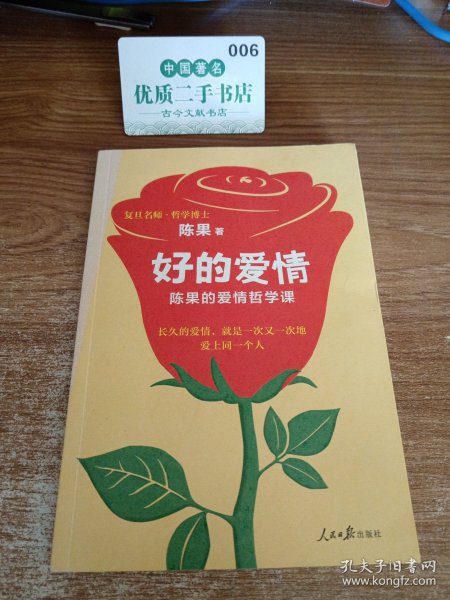 006
中国著名
优质二手书店
古今文献书店
复旦名师·哲学博士
陈果 著
好的爱情
陈果的爱情哲学课
长久的爱情，就是一次又一次地
爱上同一个人
人民日报出版社
孔夫子旧书网
www.kongfz.com